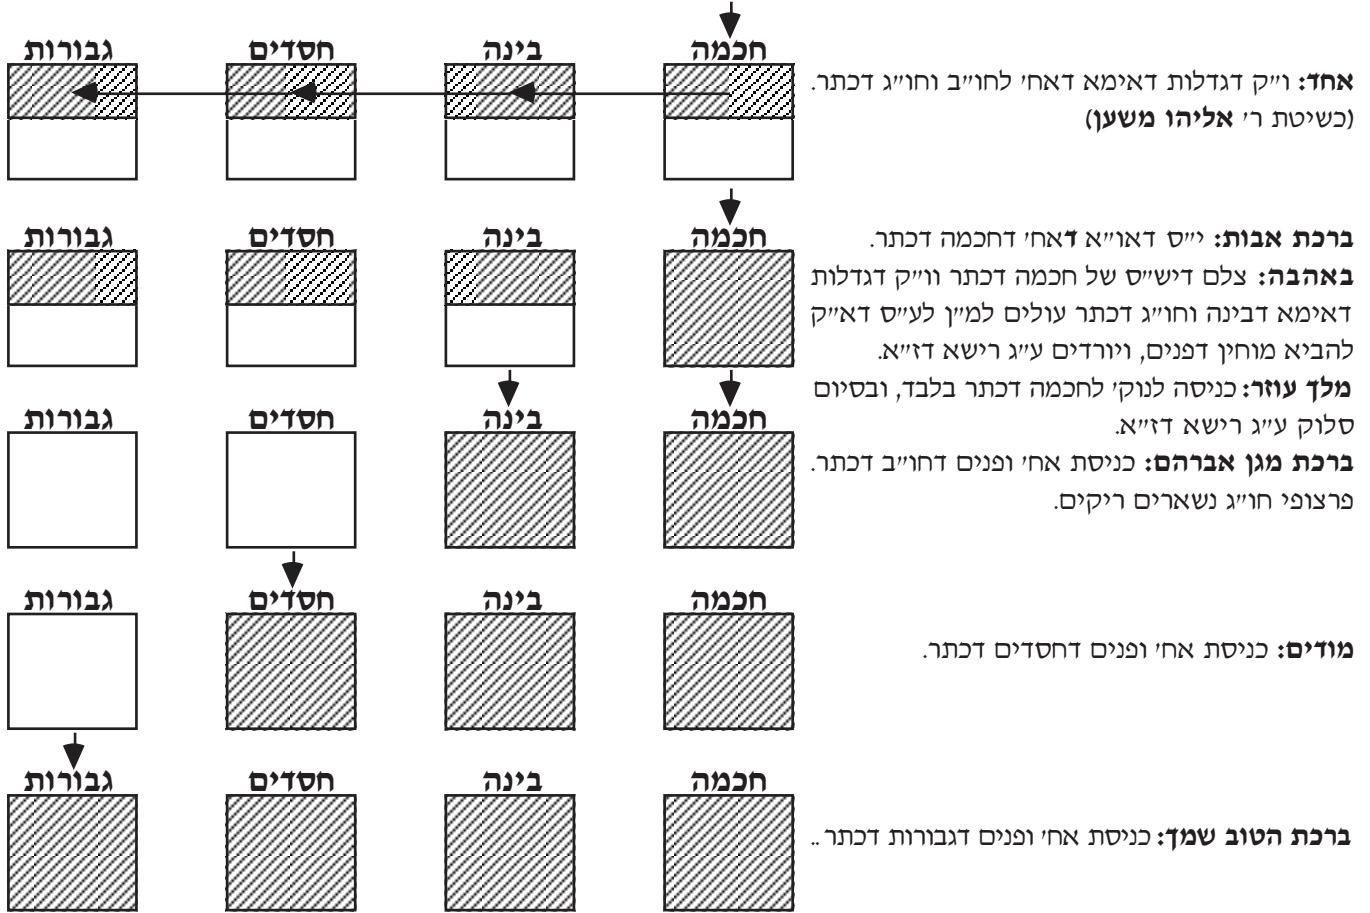 חכמה בינה חסדים גבורות
אחד: ו״ק דגדלות דאימא דאח׳ לחו״ב וחו״ג דכתר.
(כשיטת ר׳ אליהו משען)
חכמה בינה חסדים גבורות
ברכת אבות: י״ס דאו״א דאח׳ דחכמה דכתר.
באהבה: צלם דיש״ס של חכמה דכתר וו״ק דגדלות
דאימא דבינה וחו״ג דכתר עולים למ״ן לע״ס דא״ק
להביא מוחין דפנים, ויורדים ע״ג רישא דז״א.
מלך עוזר: כניסה לנוק׳ לחכמה דכתר בלבד, ובסיום
סלוק ע״ג רישא דז״א.
חכמה בינה חסדים גבורות
ברכת מגן אברהם: כניסת אח׳ ופנים דחו״ב דכתר.
פרצופי חו״ג נשארים ריקים.
חכמה בינה חסדים גבורות
מודים: כניסת אח׳ ופנים דחסדים דכתר.
חכמה בינה חסדים גבורות
ברכת הטוב שמך: כניסת אח׳ ופנים דגבורות דכתר..